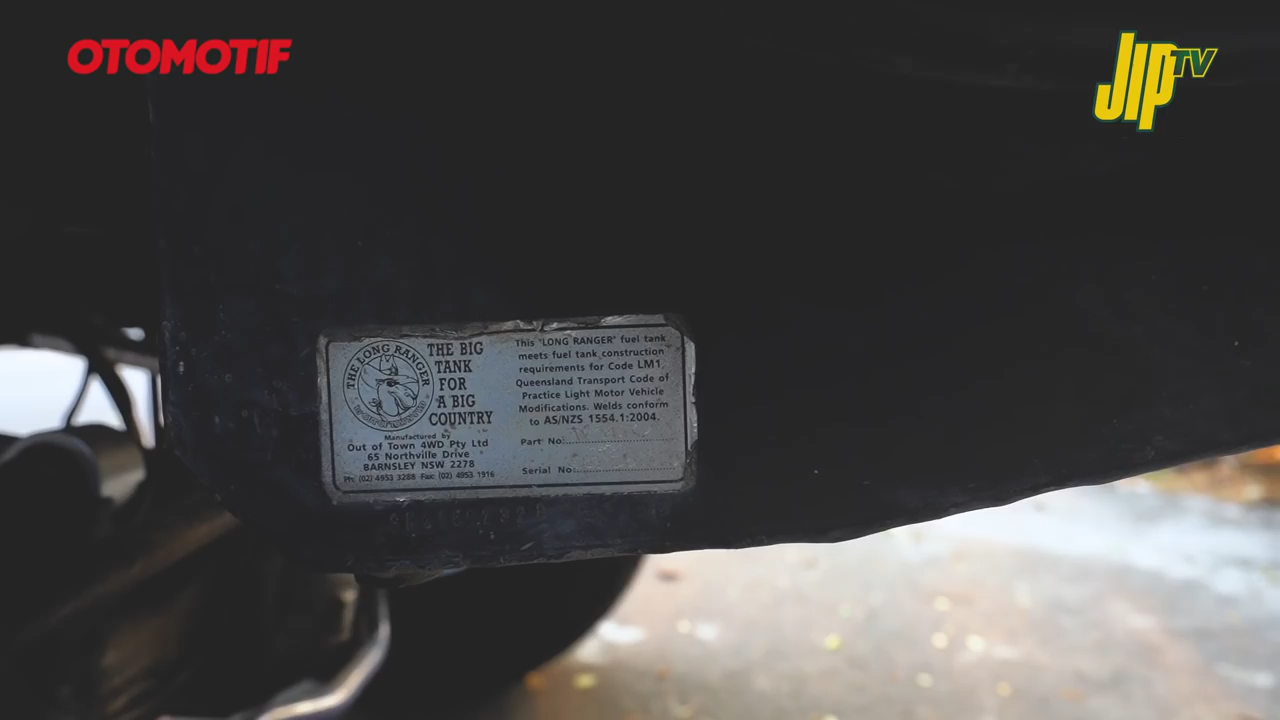 OTOMOTIF
JIP TV
THE LONG RANGER
THE BIG
TANK
FOR
A BIG
COUNTRY
Manufactured by
Out of Town 4WD Pty Ltd
65 Northville Drive
BARNSLEY NSW 2278
Ph: (02) 4953 3288 Fax: (02) 4953 1916
This "LONG RANGER" fuel tank
meets fuel tank construction
requirements for Code LM1.
Queensland Transport Code of
Practice Light Motor Vehicle
Modifications. Welds conform
to AS/NZS 1554.1:2004.
Part No:
Serial No: